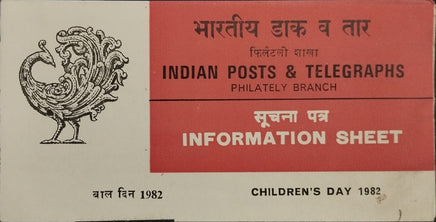 भारतीय डाक व तार
फिलैटली शाखा
INDIAN POSTS & TELEGRAPHS
PHILATELY BRANCH
सूचना पत्र
INFORMATION SHEET
बाल दिन 1982
CHILDREN'S DAY 1982